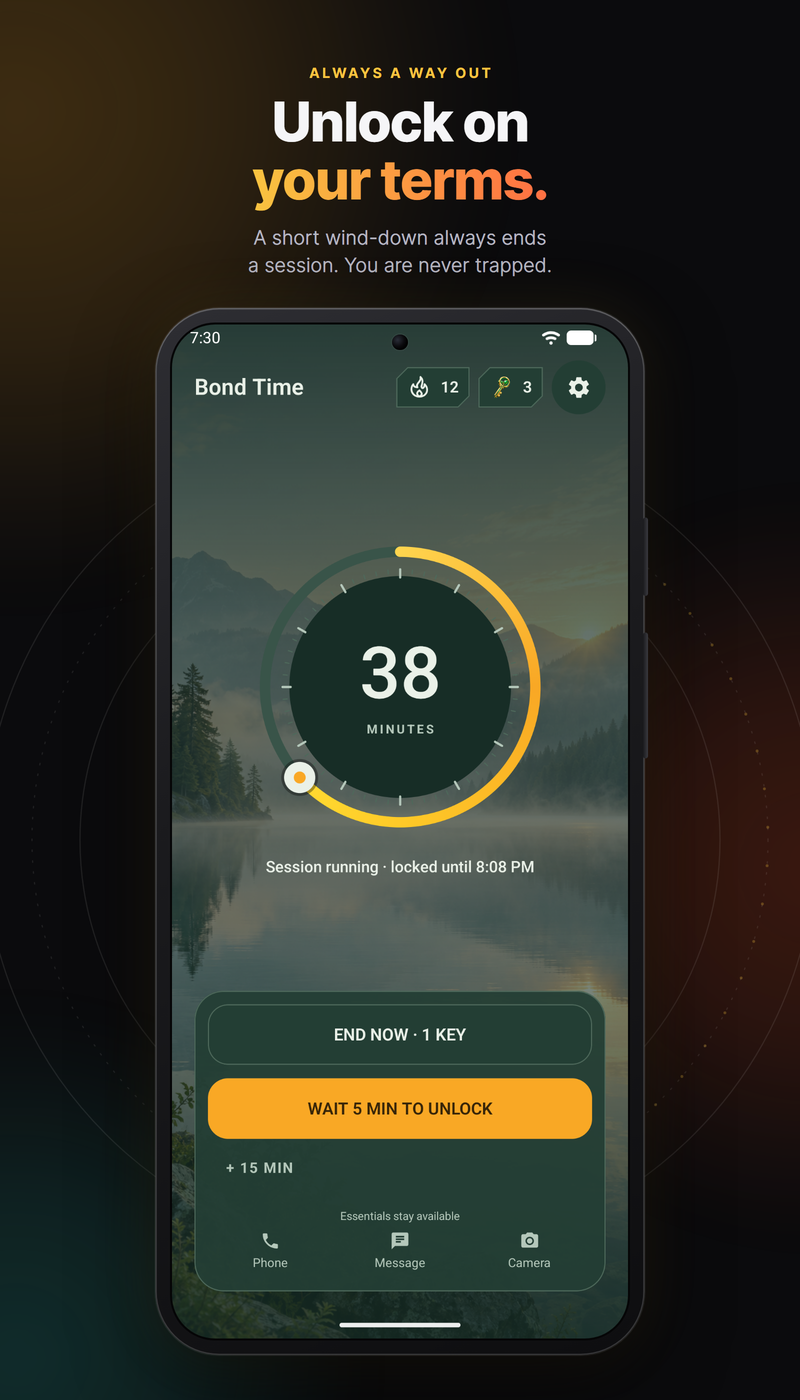 ALWAYS A WAY OUT
Unlock on
your terms.
A short wind-down always ends
a session. You are never trapped.
7:30
Bond Time
12
3
38
MINUTES
Session running · locked until 8:08 PM
END NOW · 1 KEY
WAIT 5 MIN TO UNLOCK
+ 15 MIN
Essentials stay available
Phone
Message
Camera